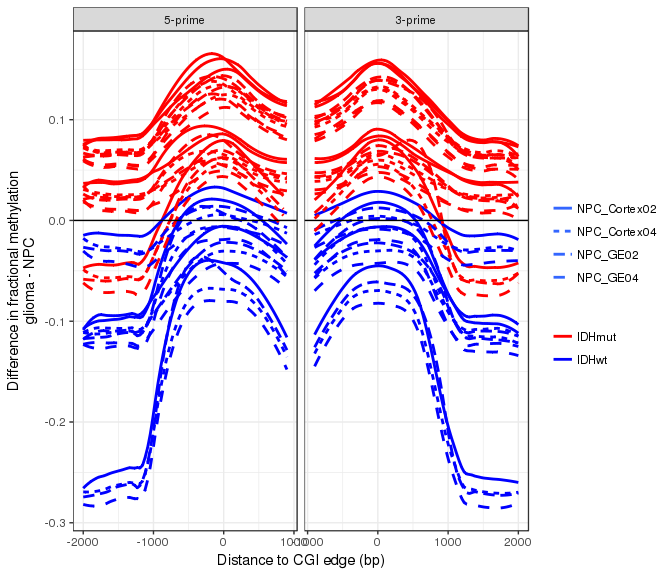 5-prime
3-prime
Difference in fractional methylation
glioma - NPC
0.1
0.0
-0.1
-0.2
-0.3
-2000
-1000
0
1000
-1000
0
1000
2000
Distance to CGI edge (bp)
NPC_Cortex02
NPC_Cortex04
NPC_GE02
NPC_GE04
IDHmut
IDHwt